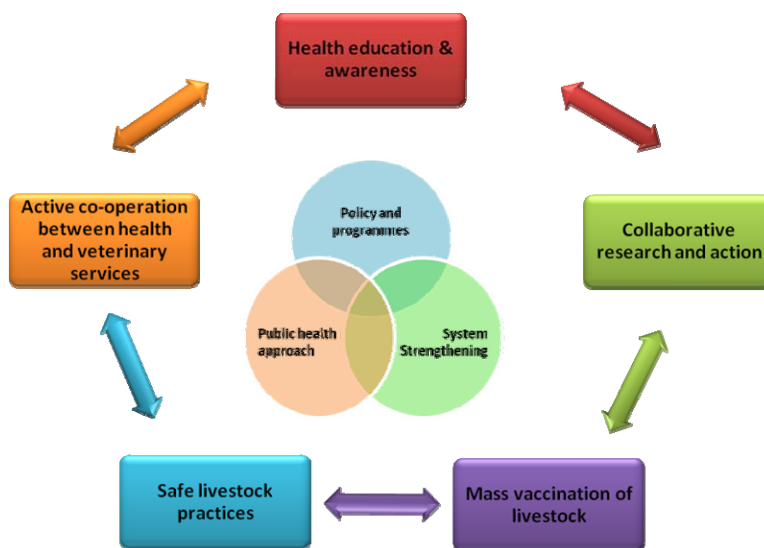 Health education &
awareness
Active co-operation
between health
and veterinary
services
Collaborative
research and action
Policy and
programmes
Public health
approach
System
Strengthening
Safe livestock
practices
Mass vaccination of
livestock